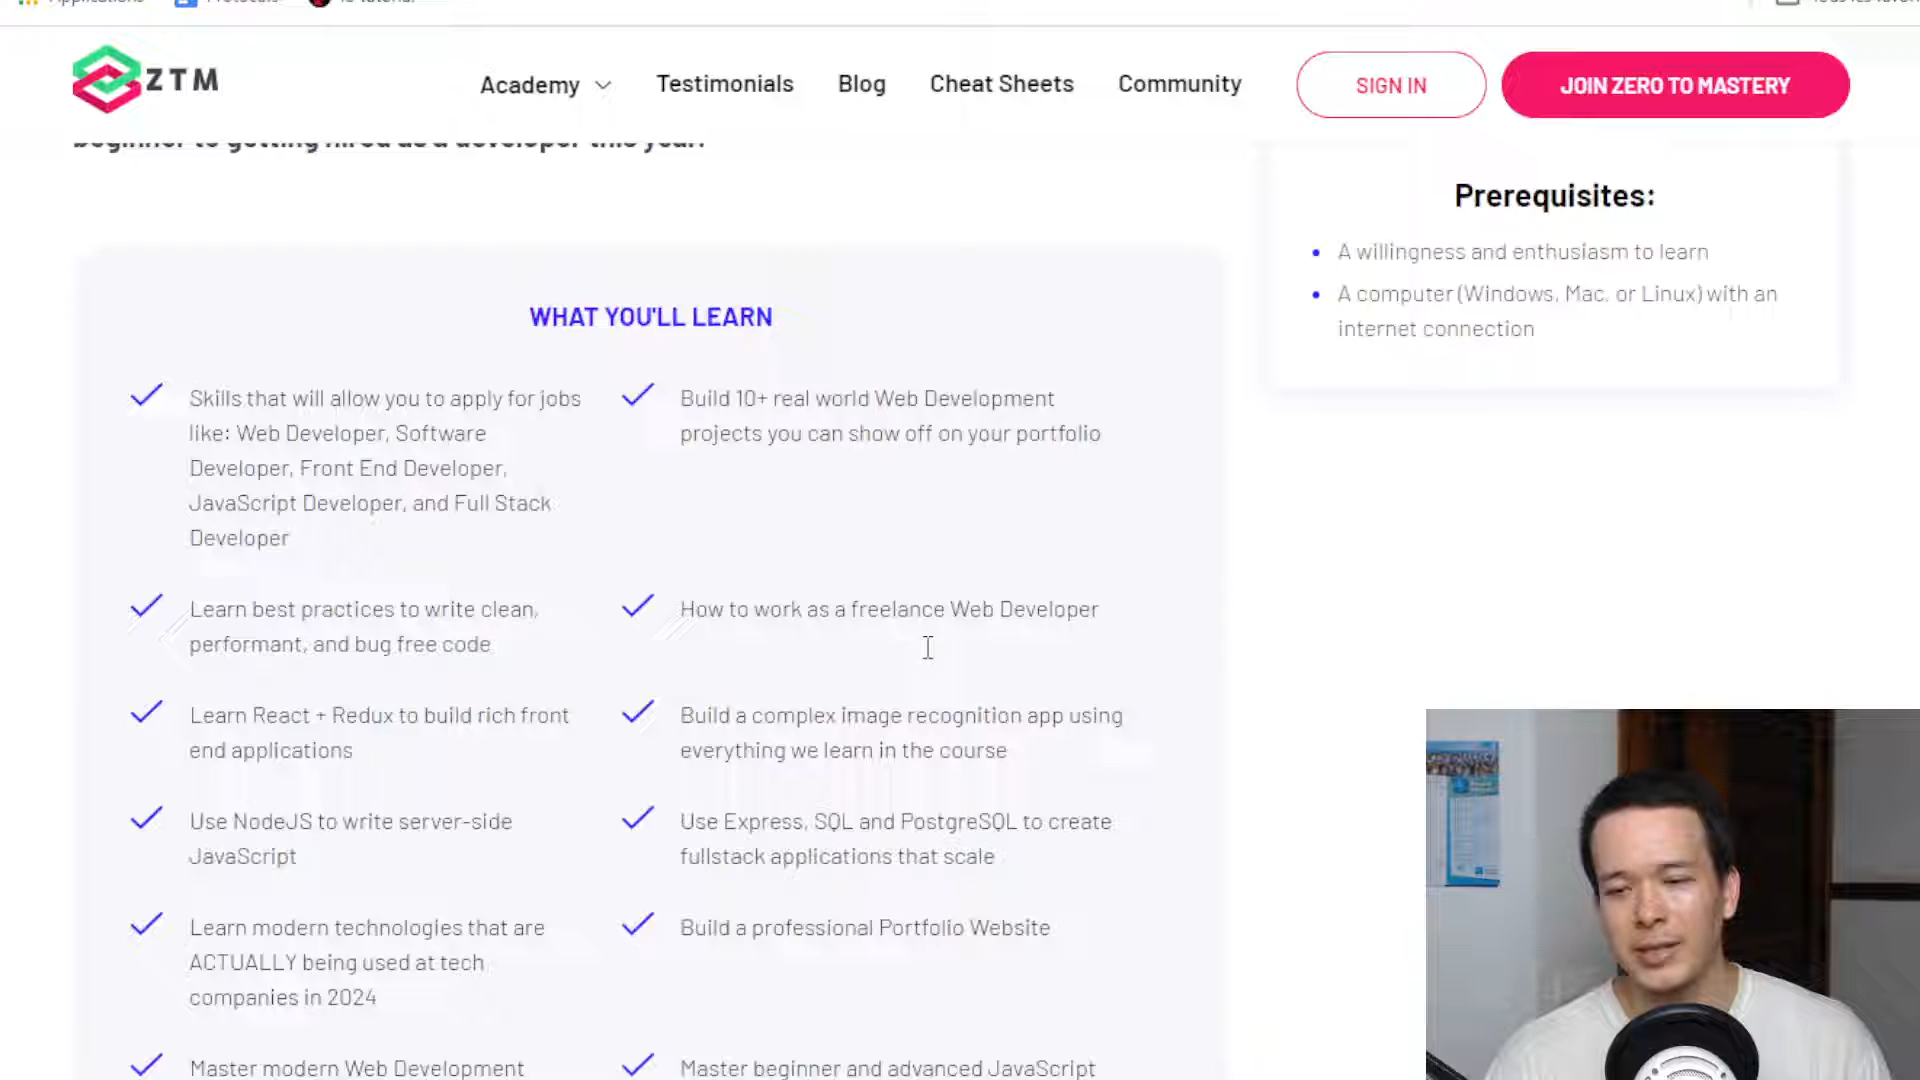 ZTM
Academy
Testimonials
Blog
Cheat Sheets
Community
SIGN IN
JOIN ZERO TO MASTERY
beginner to getting hired as a developer this year!
Prerequisites:
A willingness and enthusiasm to learn
A computer (Windows, Mac, or Linux) with an
internet connection
WHAT YOU'LL LEARN
Skills that will allow you to apply for jobs
like: Web Developer, Software
Developer, Front End Developer,
JavaScript Developer, and Full Stack
Developer
Build 10+ real world Web Development
projects you can show off on your portfolio
Learn best practices to write clean,
performant, and bug free code
How to work as a freelance Web Developer
Learn React + Redux to build rich front
end applications
Build a complex image recognition app using
everything we learn in the course
Use NodeJS to write server-side
JavaScript
Use Express, SQL and PostgreSQL to create
fullstack applications that scale
Learn modern technologies that are
ACTUALLY being used at tech
companies in 2024
Build a professional Portfolio Website
Master modern Web Development
Master beginner and advanced JavaScript